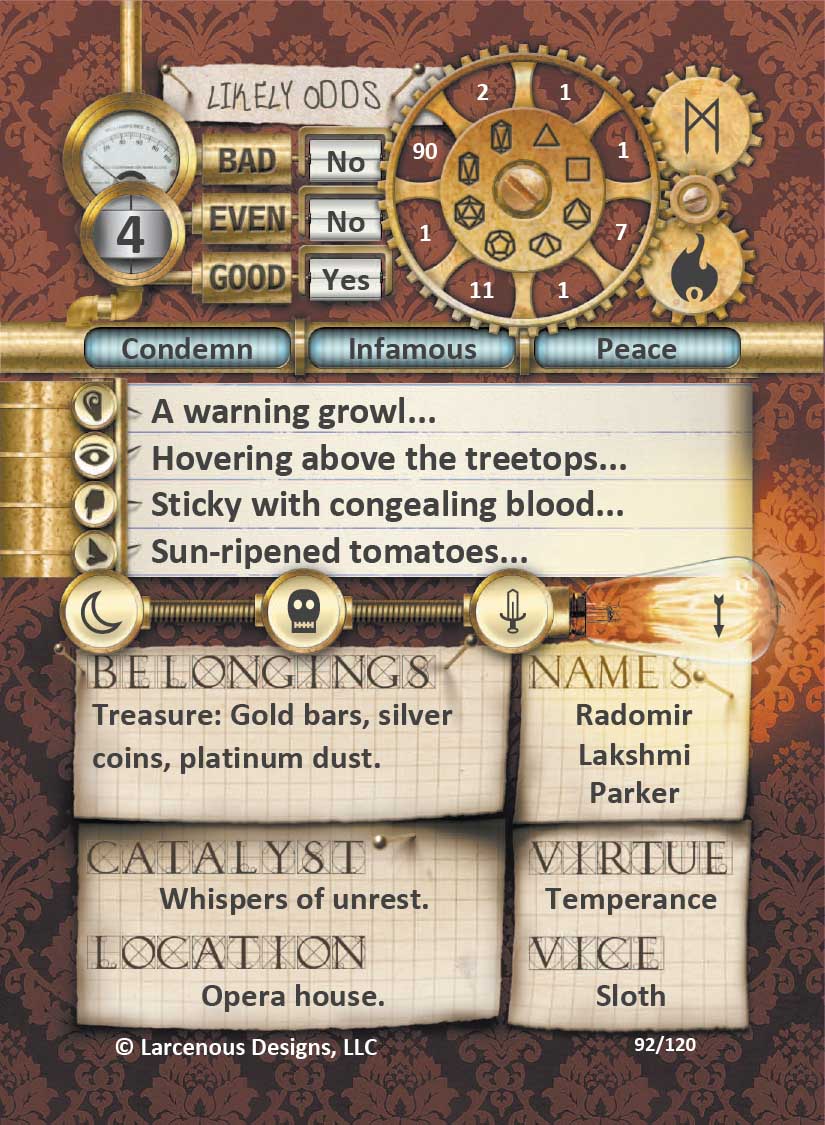 LIKELY ODDS
BAD No
4
EVEN No
GOOD Yes
2 1
90 1
1 7
11 1
Condemn Infamous Peace
A warning growl...
Hovering above the treetops...
Sticky with congealing blood...
Sun-ripened tomatoes...
BELONGINGS
Treasure: Gold bars, silver
coins, platinum dust.
NAMES
Radomir
Lakshmi
Parker
CATALYST
Whispers of unrest.
LOCATION
Opera house.
VIRTUE
Temperance
VICE
Sloth
© Larcenous Designs, LLC
92/120